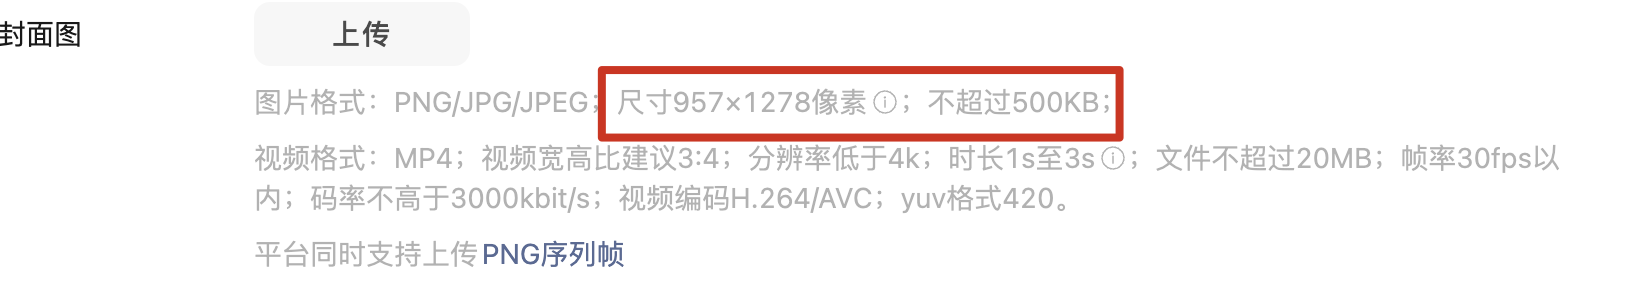 封面图
上传
图片格式：PNG/JPG/JPEG；尺寸957×1278像素ⓘ；不超过500KB；
视频格式：MP4；视频宽高比建议3:4；分辨率低于4k；时长1s至3sⓘ；文件不超过20MB；帧率30fps以
内；码率不高于3000kbit/s；视频编码H.264/AVC；yuv格式420。
平台同时支持上传PNG序列帧